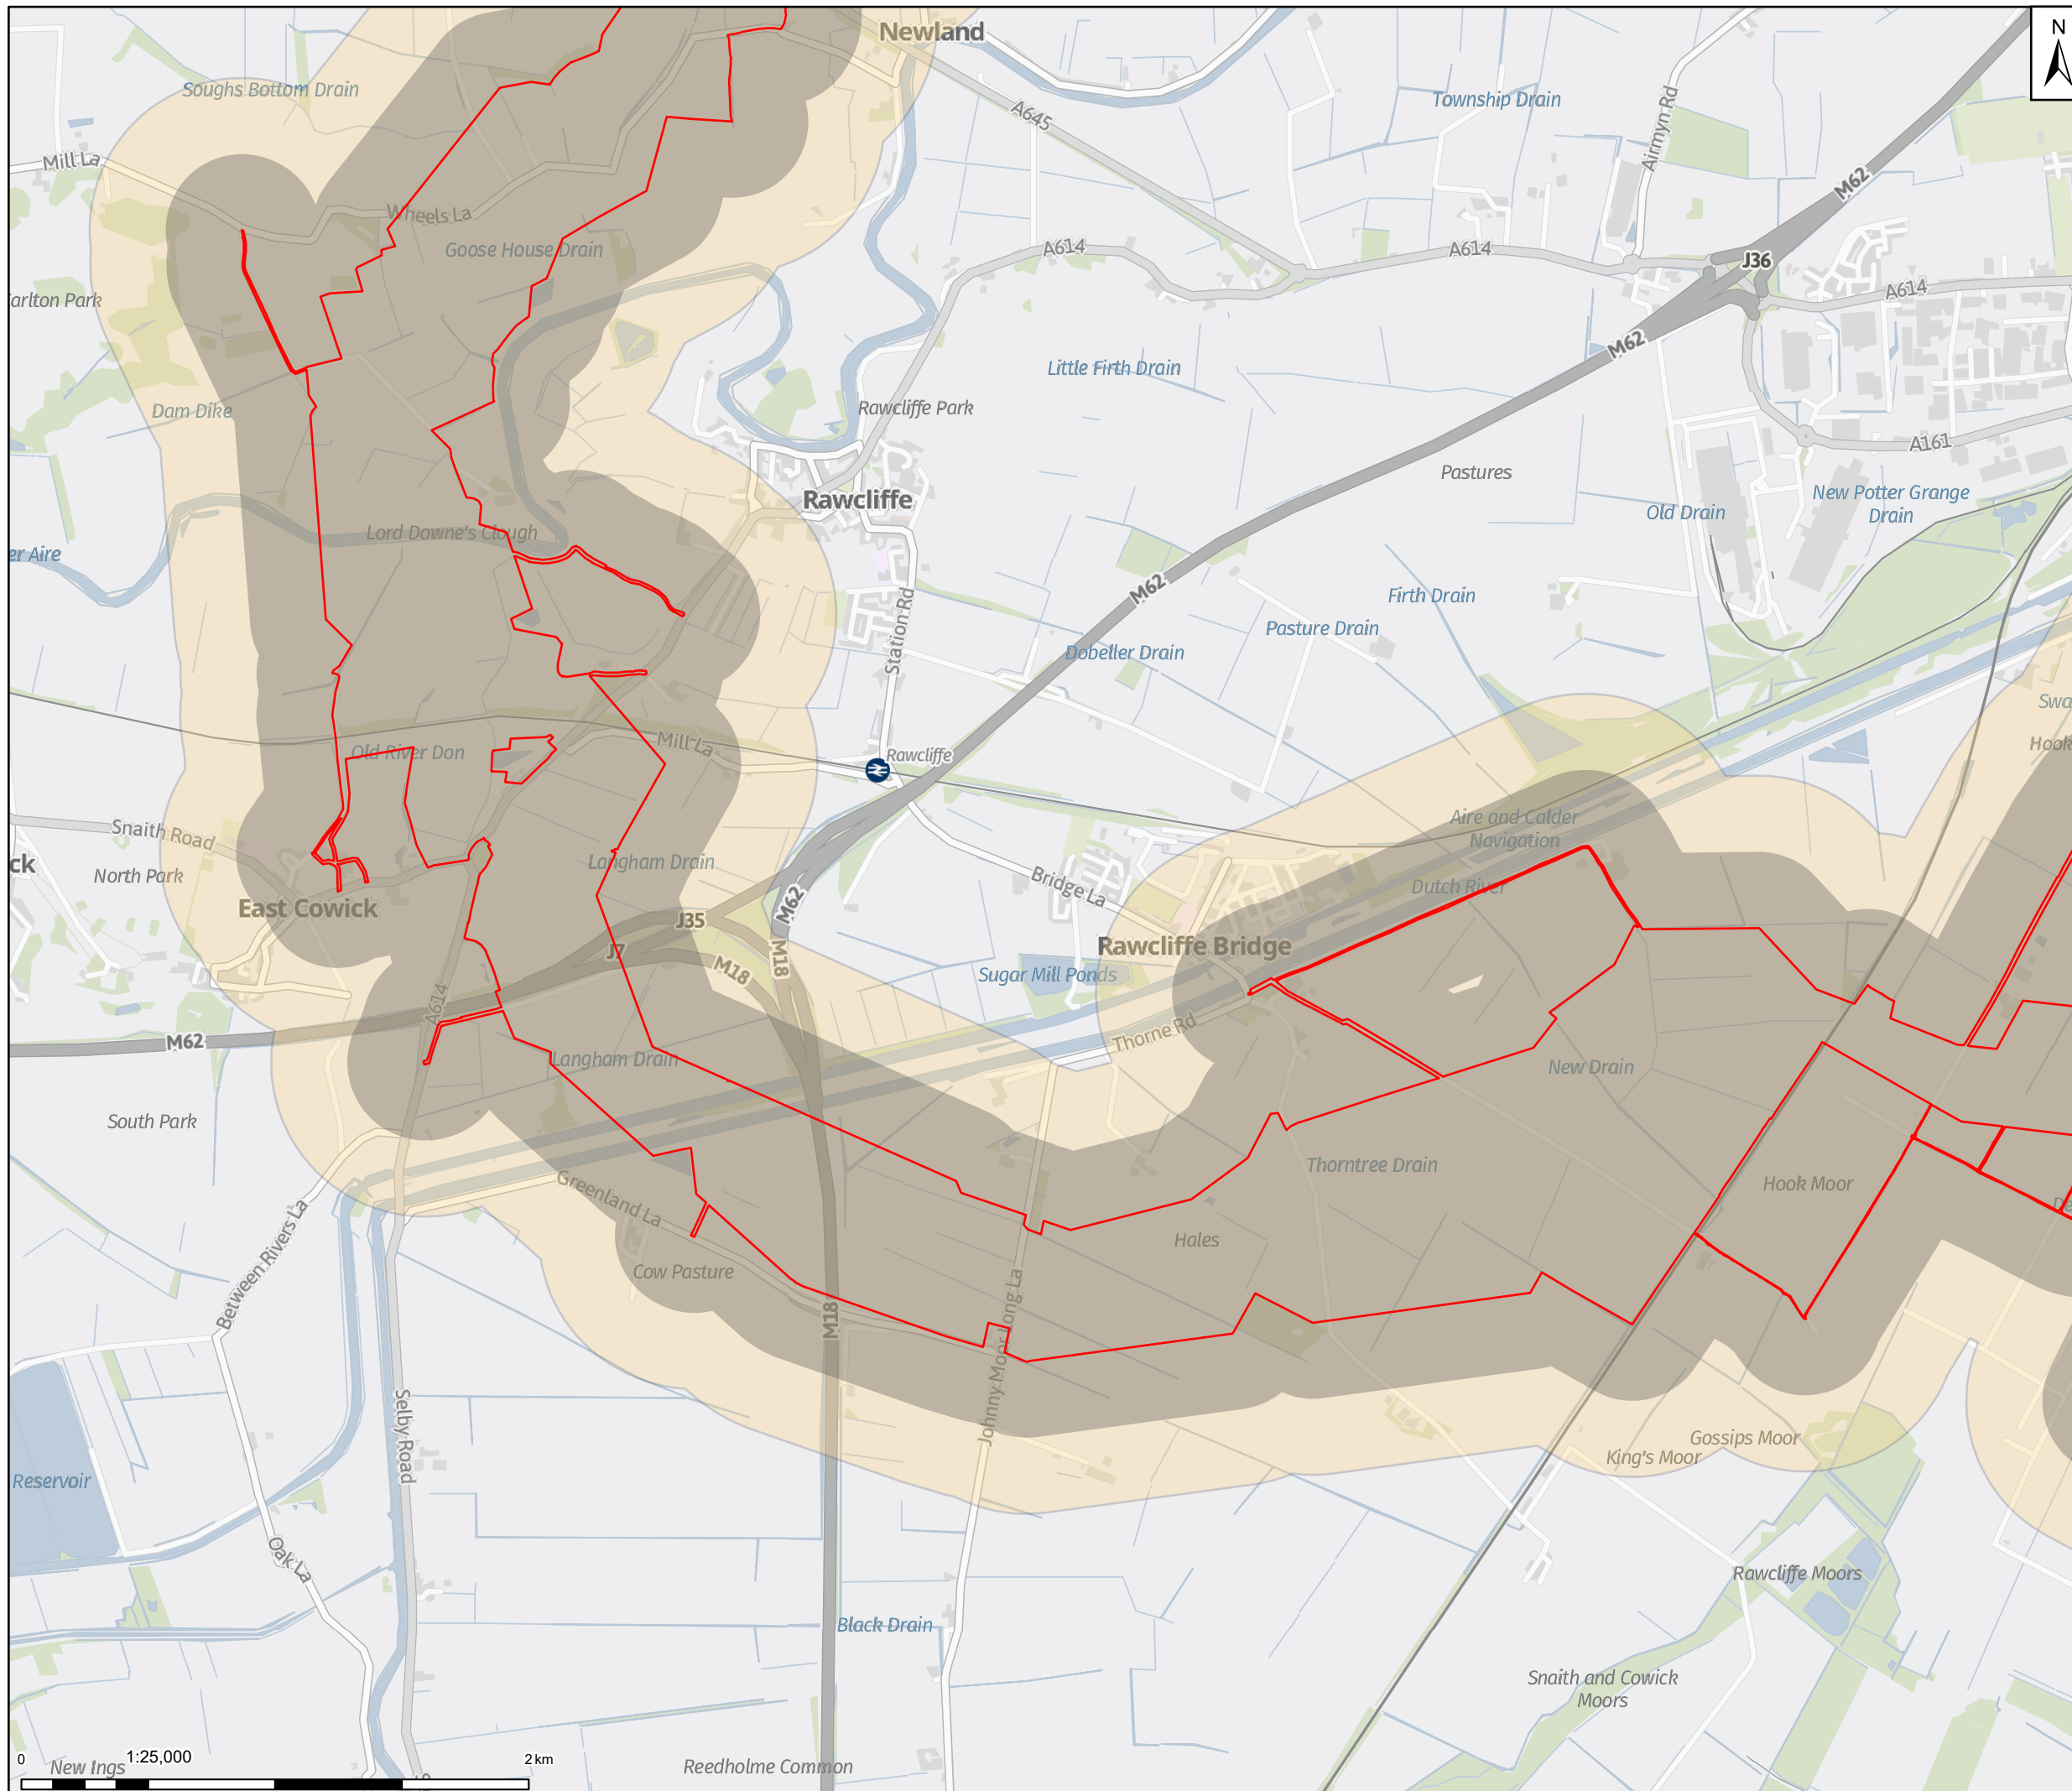 Newland
N
Soughs Bottom Drain
Township Drain
A645
Airmyn Rd
Mill La
M62
Wheels La
Goose House Drain
A614
A614
J36
A614
arlton Park
M62
Little Firth Drain
Dam Dike
Rawcliffe Park
A161
Pastures
Rawcliffe
New Potter Grange
Drain
Old Drain
Lord Downe's Clough
er Aire
M62
Station Rd
Firth Drain
Pasture Drain
Dobeller Drain
Swa
Old River Don
Mill La
Rawcliffe
Hook
Aire and Calder
Navigation
Snaith Road
ck
North Park
Langham Drain
Bridge La
Dutch River
East Cowick
M62
J35
J7
Rawcliffe Bridge
M18
M18
Sugar Mill Ponds
A614
Thorne Rd
M62
Langham Drain
New Drain
South Park
Thorntree Drain
Hook Moor
De
Greenland La
Hales
Between Rivers La
Cow Pasture
M18
Johnny Moor Long La
Selby Road
Gossips Moor
King's Moor
Reservoir
Oak La
Rawcliffe Moors
Black Drain
Snaith and Cowick
Moors
0
1:25,000
2 km
New Ings
Reedholme Common